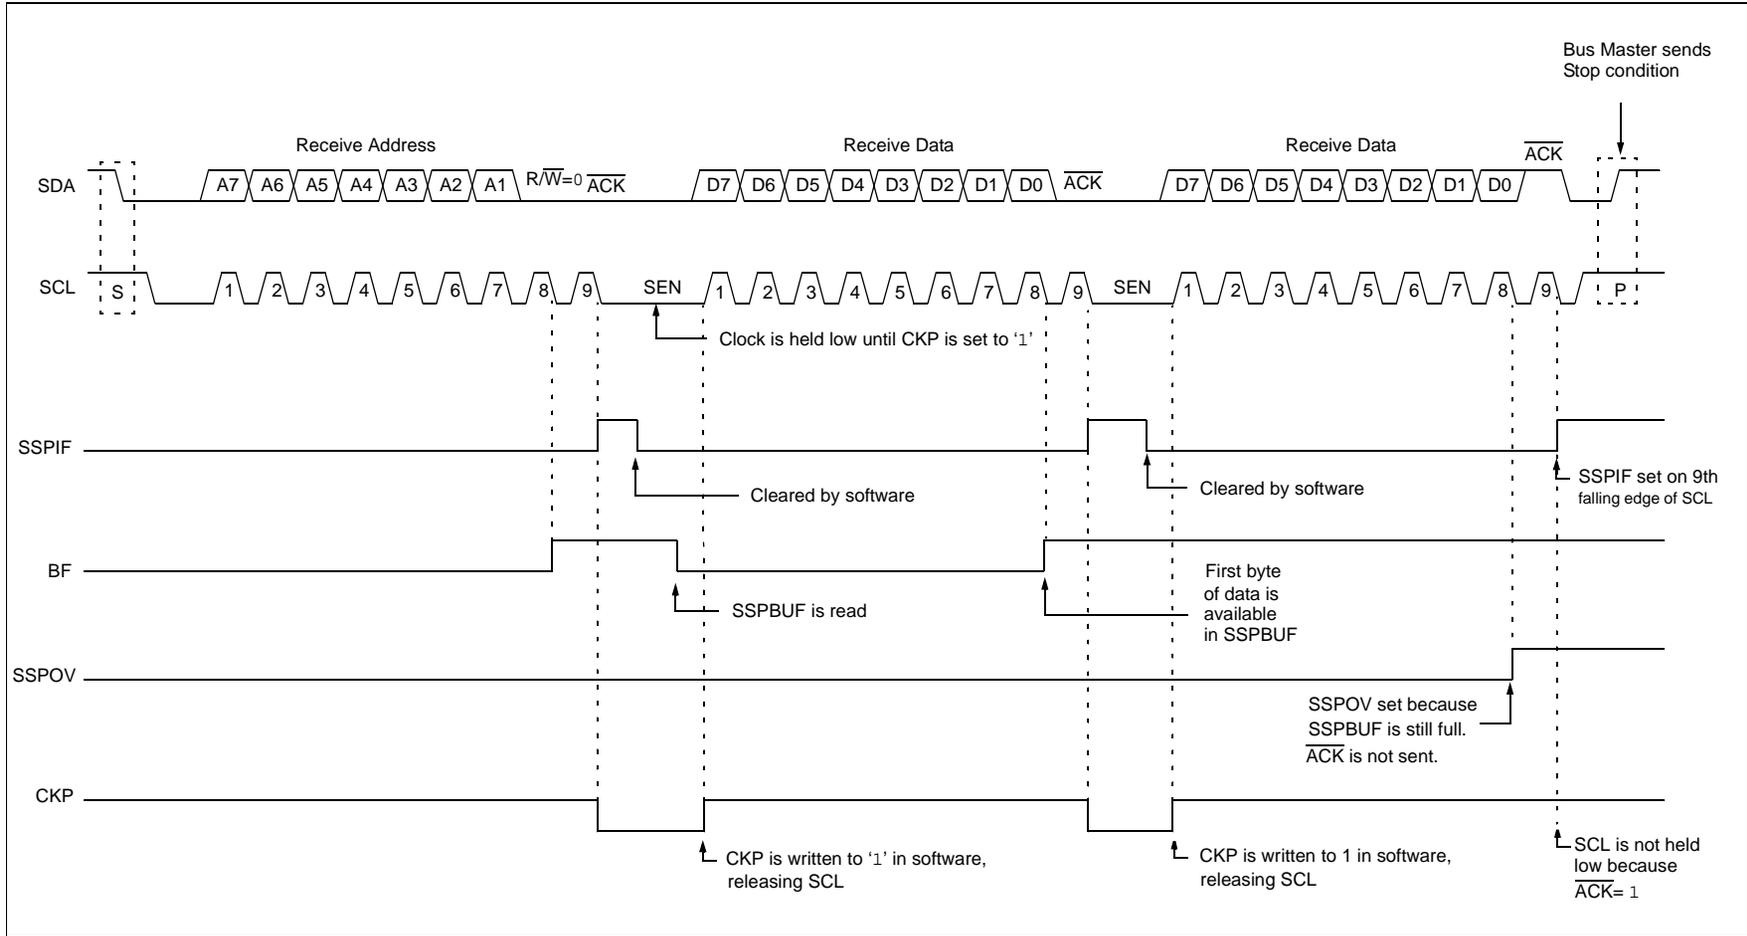 Bus Master sends
Stop condition
Receive Address
Receive Data
Receive Data
ACK
SDA
A7 A6 A5 A4 A3 A2 A1 R/W=0 ACK D7 D6 D5 D4 D3 D2 D1 D0 ACK D7 D6 D5 D4 D3 D2 D1 D0
SCL S 1 2 3 4 5 6 7 8 9 SEN 1 2 3 4 5 6 7 8 9 SEN 1 2 3 4 5 6 7 8 9 P
Clock is held low until CKP is set to ‘1’
SSPIF
Cleared by software
Cleared by software
SSPIF set on 9th
falling edge of SCL
BF
SSPBUF is read
First byte
of data is
available
in SSPBUF
SSPOV
SSPOV set because
SSPBUF is still full.
ACK is not sent.
CKP
CKP is written to ‘1’ in software,
releasing SCL
CKP is written to 1 in software,
releasing SCL
SCL is not held
low because
ACK= 1